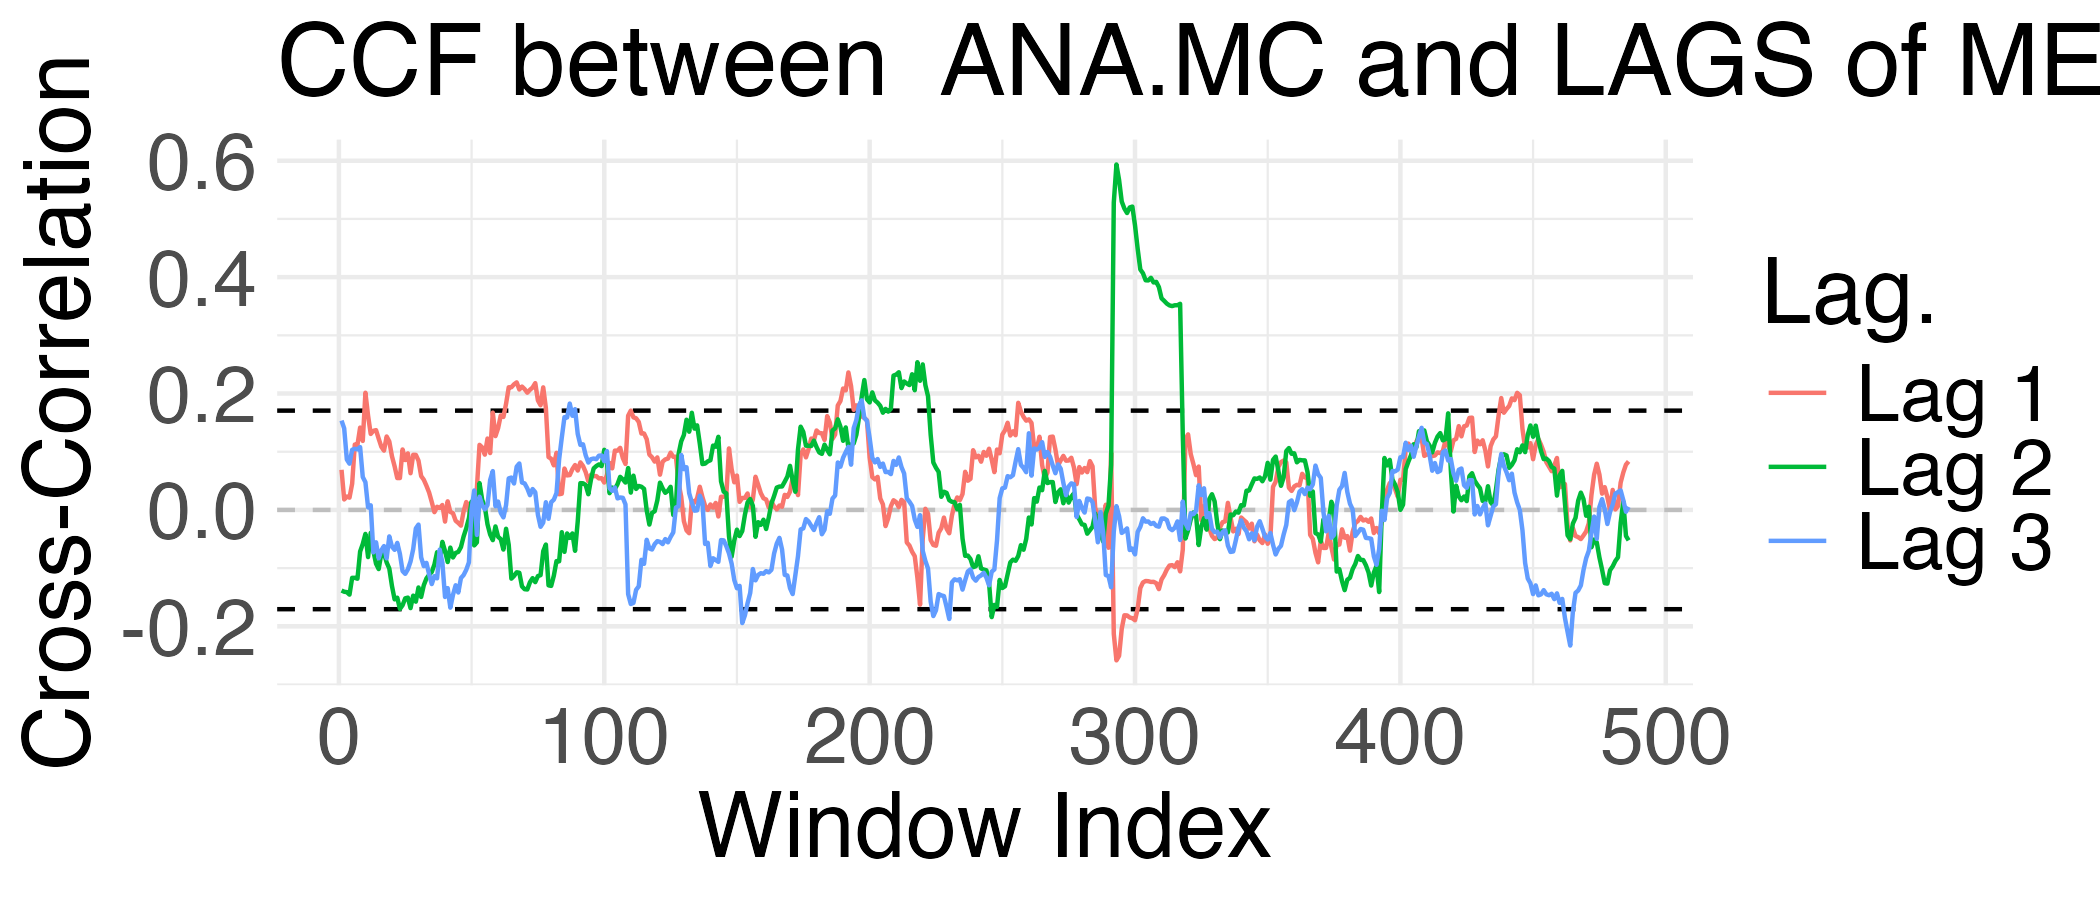 CCF between ANA.MC and LAGS of ME
Cross-Correlation
0.6
0.4
0.2
0.0
-0.2
0 100 200 300 400 500
Window Index
Lag.
Lag 1
Lag 2
Lag 3